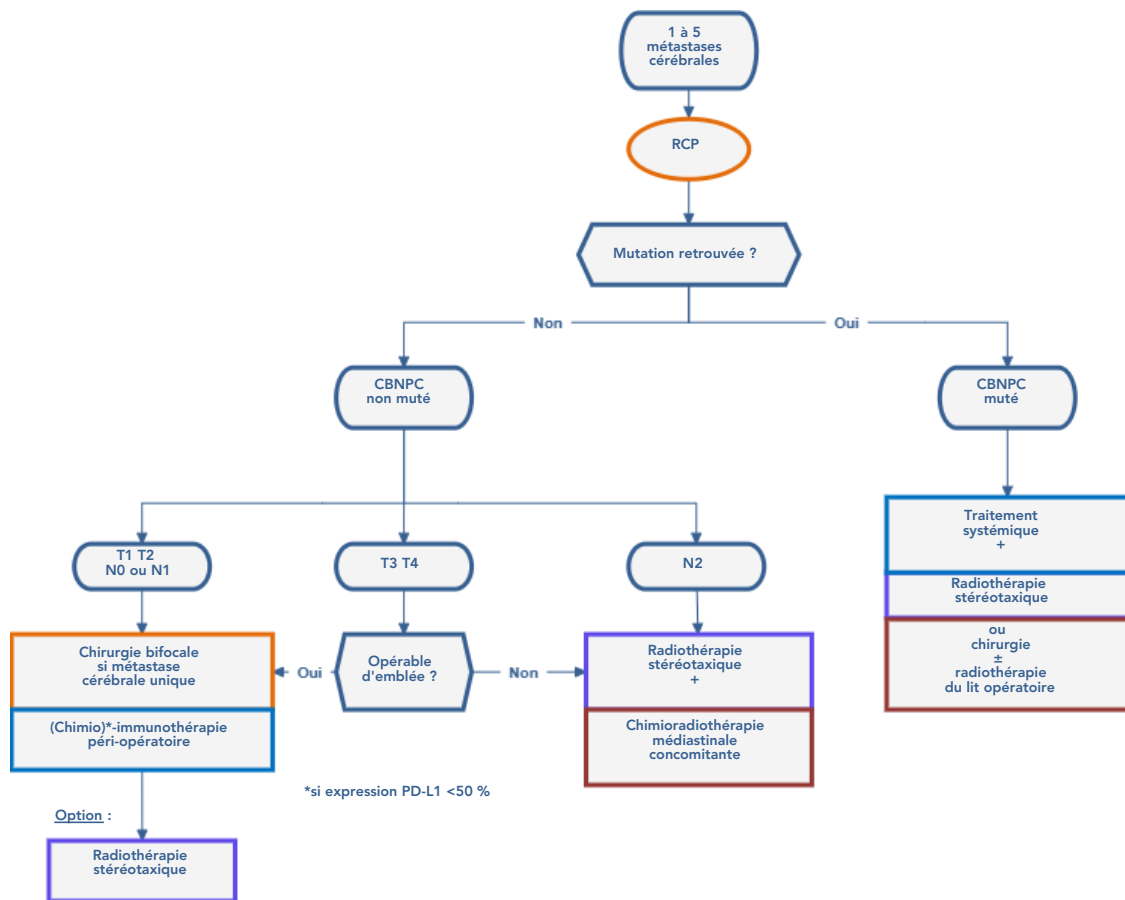 1 à 5
métastases
cérébrales
RCP
Mutation retrouvée ?
Non
Oui
CBNPC
non muté
CBNPC
muté
T1 T2
N0 ou N1
T3 T4
N2
Traitement
systémique
+
Radiothérapie
stéréotaxique
ou
chirurgie
±
radiothérapie
du lit opératoire
Chirurgie bifocale
si métastase
cérébrale unique
Oui
Opérable
d'emblée ?
Non
Radiothérapie
stéréotaxique
+
(Chimio)*-immunothérapie
péri-opératoire
Chimioradiothérapie
médiastinale
concomitante
*si expression PD-L1 <50 %
Option :
Radiothérapie
stéréotaxique